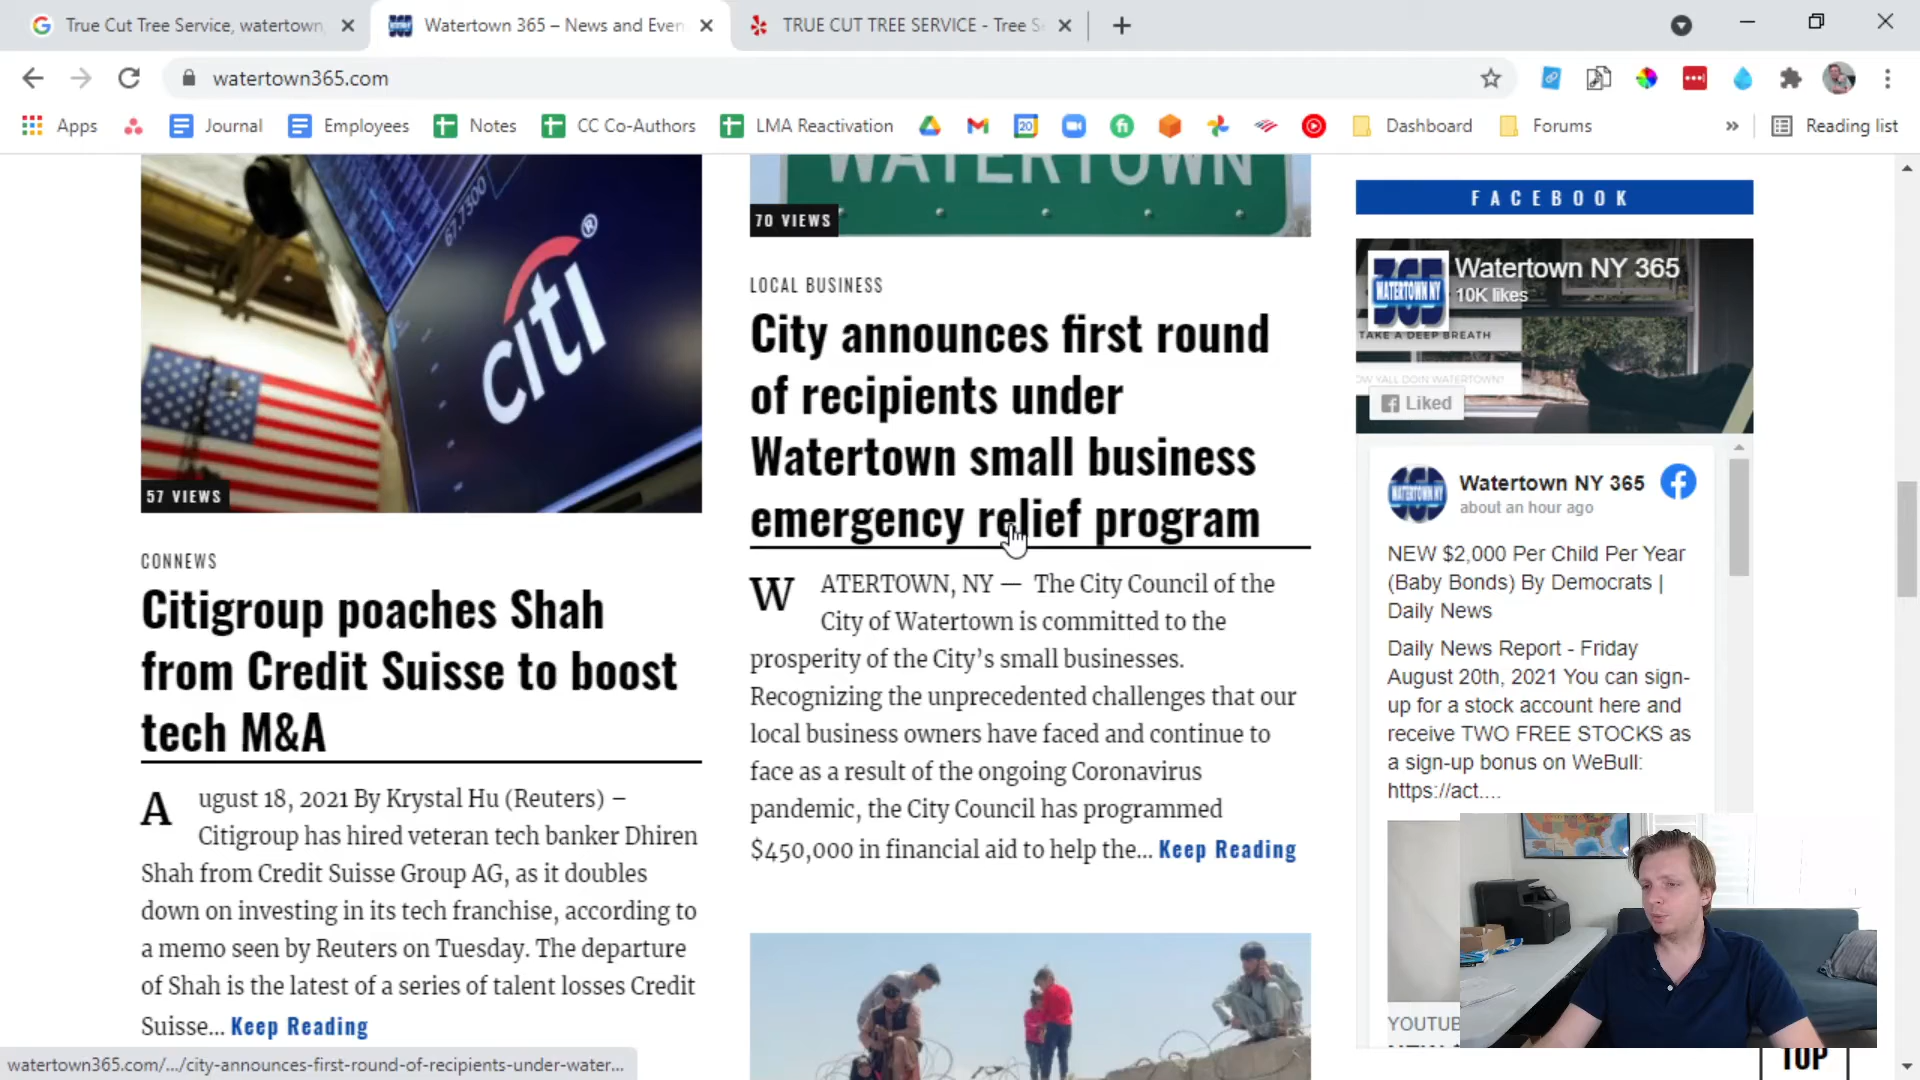 True Cut Tree Service, watertown,
Watertown 365 – News and Even
TRUE CUT TREE SERVICE - Tree S
watertown365.com
Apps
Journal
Employees
Notes
CC Co-Authors
LMA Reactivation
20
Dashboard
Forums
»
Reading list
67.7300
citi®
57 VIEWS
CONNEWS
Citigroup poaches Shah
from Credit Suisse to boost
tech M&A
August 18, 2021 By Krystal Hu (Reuters) –
Citigroup has hired veteran tech banker Dhiren
Shah from Credit Suisse Group AG, as it doubles
down on investing in its tech franchise, according to
a memo seen by Reuters on Tuesday. The departure
of Shah is the latest of a series of talent losses Credit
Suisse... Keep Reading
WATERTOWN
70 VIEWS
LOCAL BUSINESS
City announces first round
of recipients under
Watertown small business
emergency relief program
WATERTOWN, NY — The City Council of the
City of Watertown is committed to the
prosperity of the City's small businesses.
Recognizing the unprecedented challenges that our
local business owners have faced and continue to
face as a result of the ongoing Coronavirus
pandemic, the City Council has programmed
$450,000 in financial aid to help the... Keep Reading
FACEBOOK
365
WATERTOWN NY
Watertown NY 365
10K likes
TAKE A DEEP BREATH
OW YALL DOIN WATERTOWN?
Liked
WATERTOWN NY
Watertown NY 365
about an hour ago
NEW $2,000 Per Child Per Year
(Baby Bonds) By Democrats |
Daily News
Daily News Report - Friday
August 20th, 2021 You can sign-
up for a stock account here and
receive TWO FREE STOCKS as
a sign-up bonus on WeBull:
https://act....
YOUTUB
TOP
watertown365.com/.../city-announces-first-round-of-recipients-under-water...